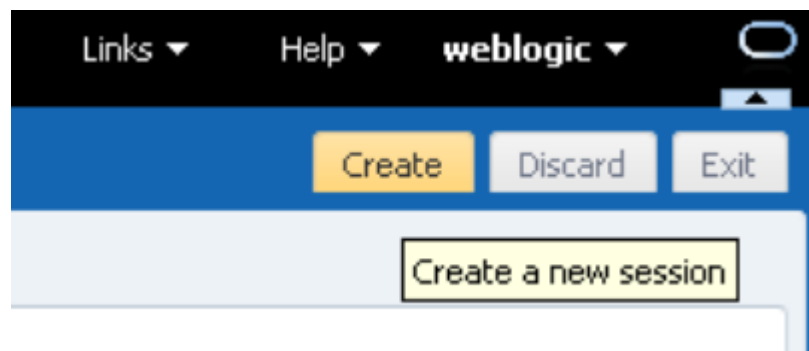 Links Help weblogic
Create Discard Exit
Create a new session